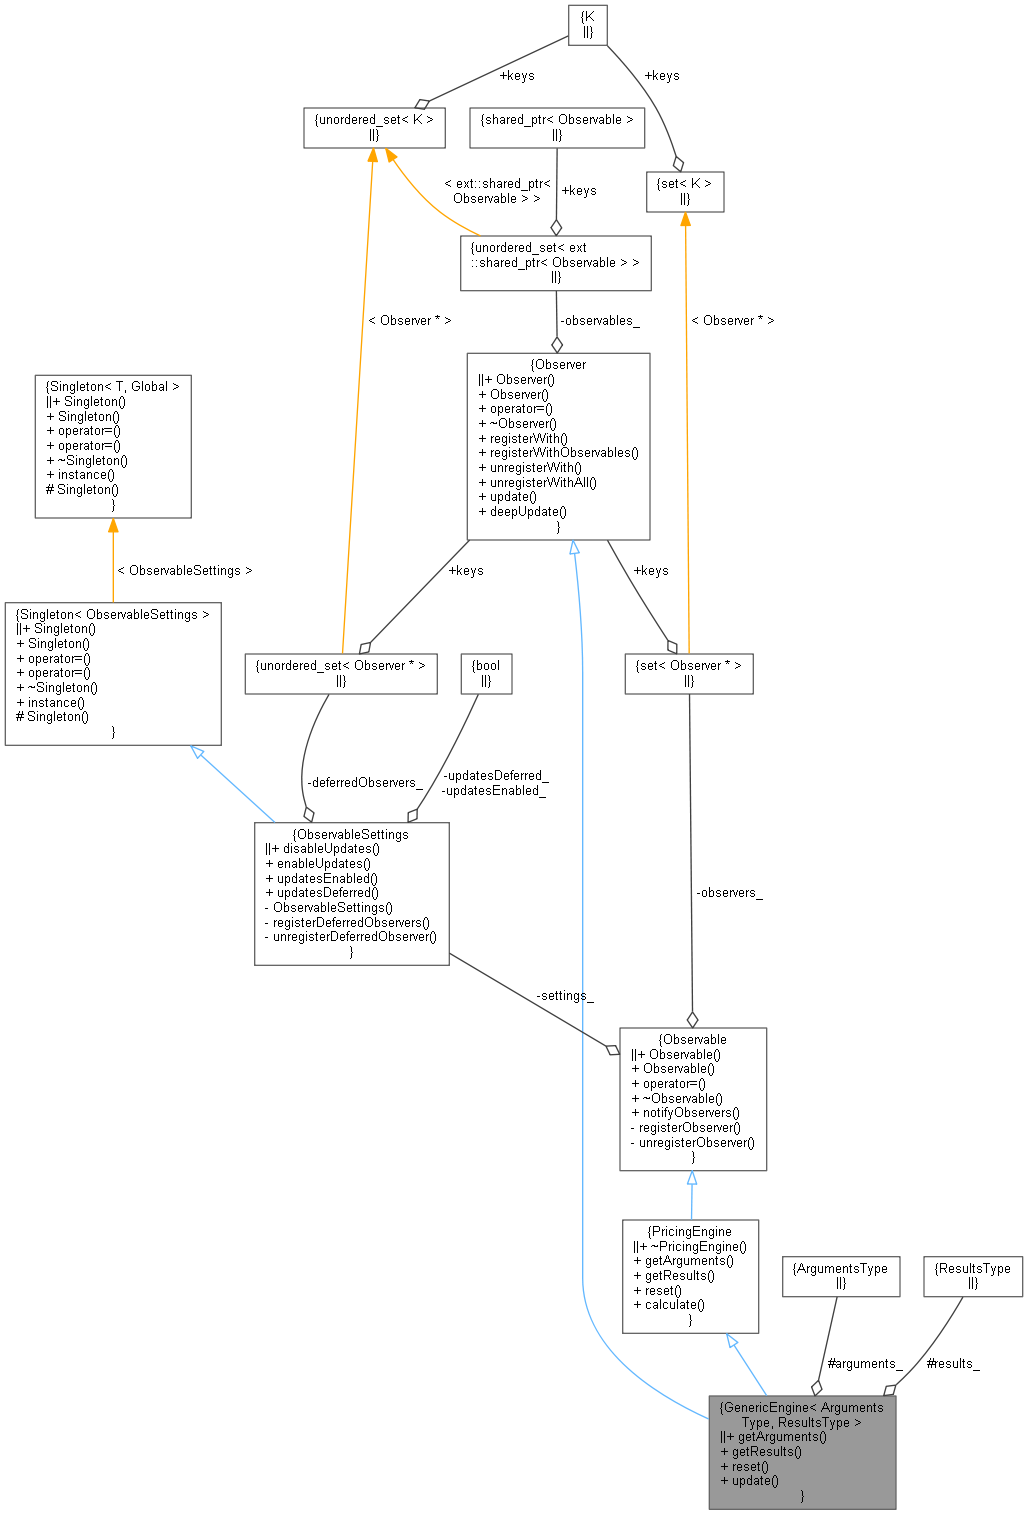 {K
||}
+keys
+keys
{unordered_set< K >
||}
{shared_ptr< Observable >
||}
< ext::shared_ptr<
Observable > >
+keys
{set< K >
||}
{unordered_set< ext
::shared_ptr< Observable > >
||}
< Observer * >
-observables_
< Observer * >
{Observer
||+ Observer()
+ Observer()
+ operator=()
+ ~Observer()
+ registerWith()
+ registerWithObservables()
+ unregisterWith()
+ unregisterWithAll()
+ update()
+ deepUpdate()
}
{Singleton< T, Global >
||+ Singleton()
+ Singleton()
+ operator=()
+ operator=()
+ ~Singleton()
+ instance()
# Singleton()
}
< ObservableSettings >
+keys
+keys
{Singleton< ObservableSettings >
||+ Singleton()
+ Singleton()
+ operator=()
+ operator=()
+ ~Singleton()
+ instance()
# Singleton()
}
{unordered_set< Observer * >
||}
{bool
||}
{set< Observer * >
||}
-deferredObservers_
-updatesDeferred_
-updatesEnabled_
{ObservableSettings
||+ disableUpdates()
+ enableUpdates()
+ updatesEnabled()
+ updatesDeferred()
- ObservableSettings()
- registerDeferredObservers()
- unregisterDeferredObserver()
}
-observers_
-settings_
{Observable
||+ Observable()
+ Observable()
+ operator=()
+ ~Observable()
+ notifyObservers()
- registerObserver()
- unregisterObserver()
}
{PricingEngine
||+ ~PricingEngine()
+ getArguments()
+ getResults()
+ reset()
+ calculate()
}
{ArgumentsType
||}
{ResultsType
||}
#arguments_
#results_
{GenericEngine< Arguments
Type, ResultsType >
||+ getArguments()
+ getResults()
+ reset()
+ update()
}